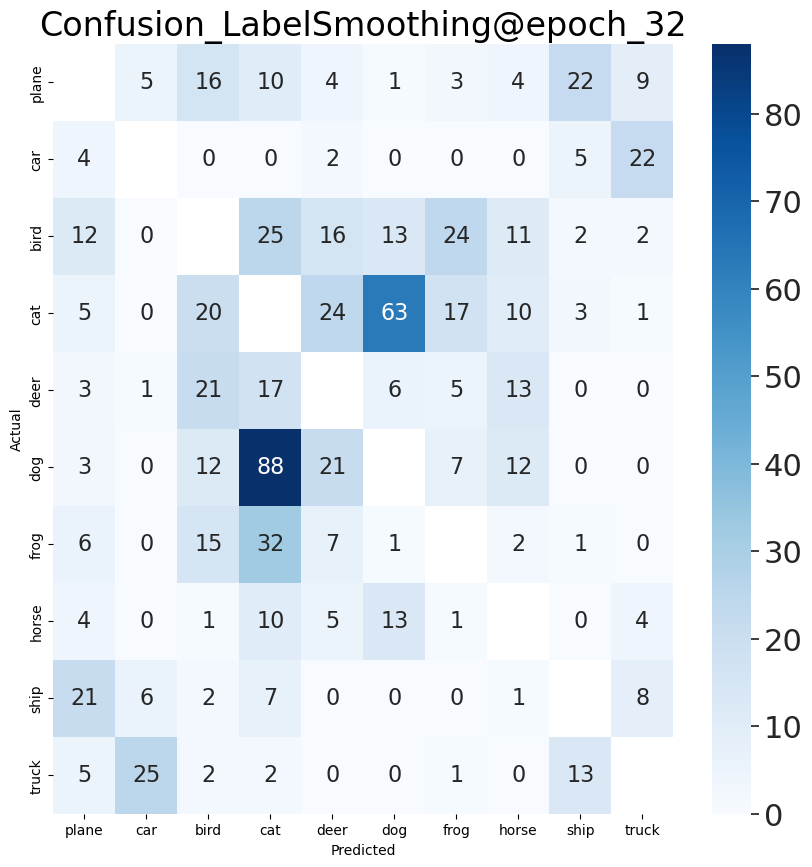 Confusion_LabelSmoothing@epoch_32
plane 5 16 10 4 1 3 4 22 9
car 4 0 0 2 0 0 0 5 22
bird 12 0 25 16 13 24 11 2 2
cat 5 0 20 24 63 17 10 3 1
deer 3 1 21 17 6 5 13 0 0
dog 3 0 12 88 21 7 12 0 0
frog 6 0 15 32 7 1 2 1 0
horse 4 0 1 10 5 13 1 0 4
ship 21 6 2 7 0 0 0 1 8
truck 5 25 2 2 0 0 1 0 13
plane car bird cat deer dog frog horse ship truck
Predicted
Actual
80
70
60
50
40
30
20
10
0